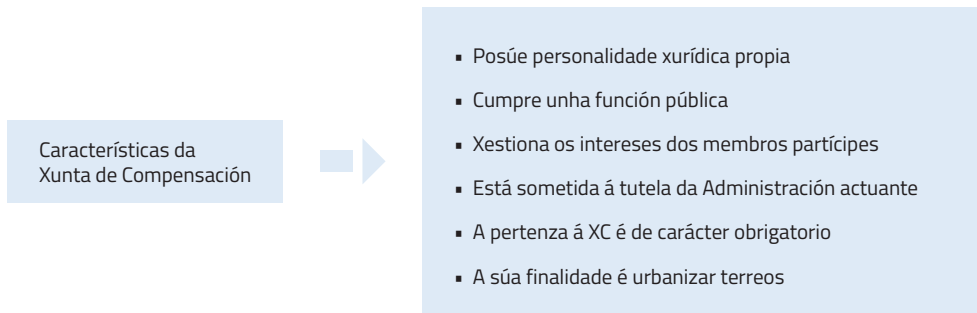 Características da
Xunta de Compensación
▪ Posúe personalidade xurídica propia
▪ Cumpre unha función pública
▪ Xestiona os intereses dos membros partícipes
▪ Está sometida á tutela da Administración actuante
▪ A pertenza á XC é de carácter obrigatorio
▪ A súa finalidade é urbanizar terreos